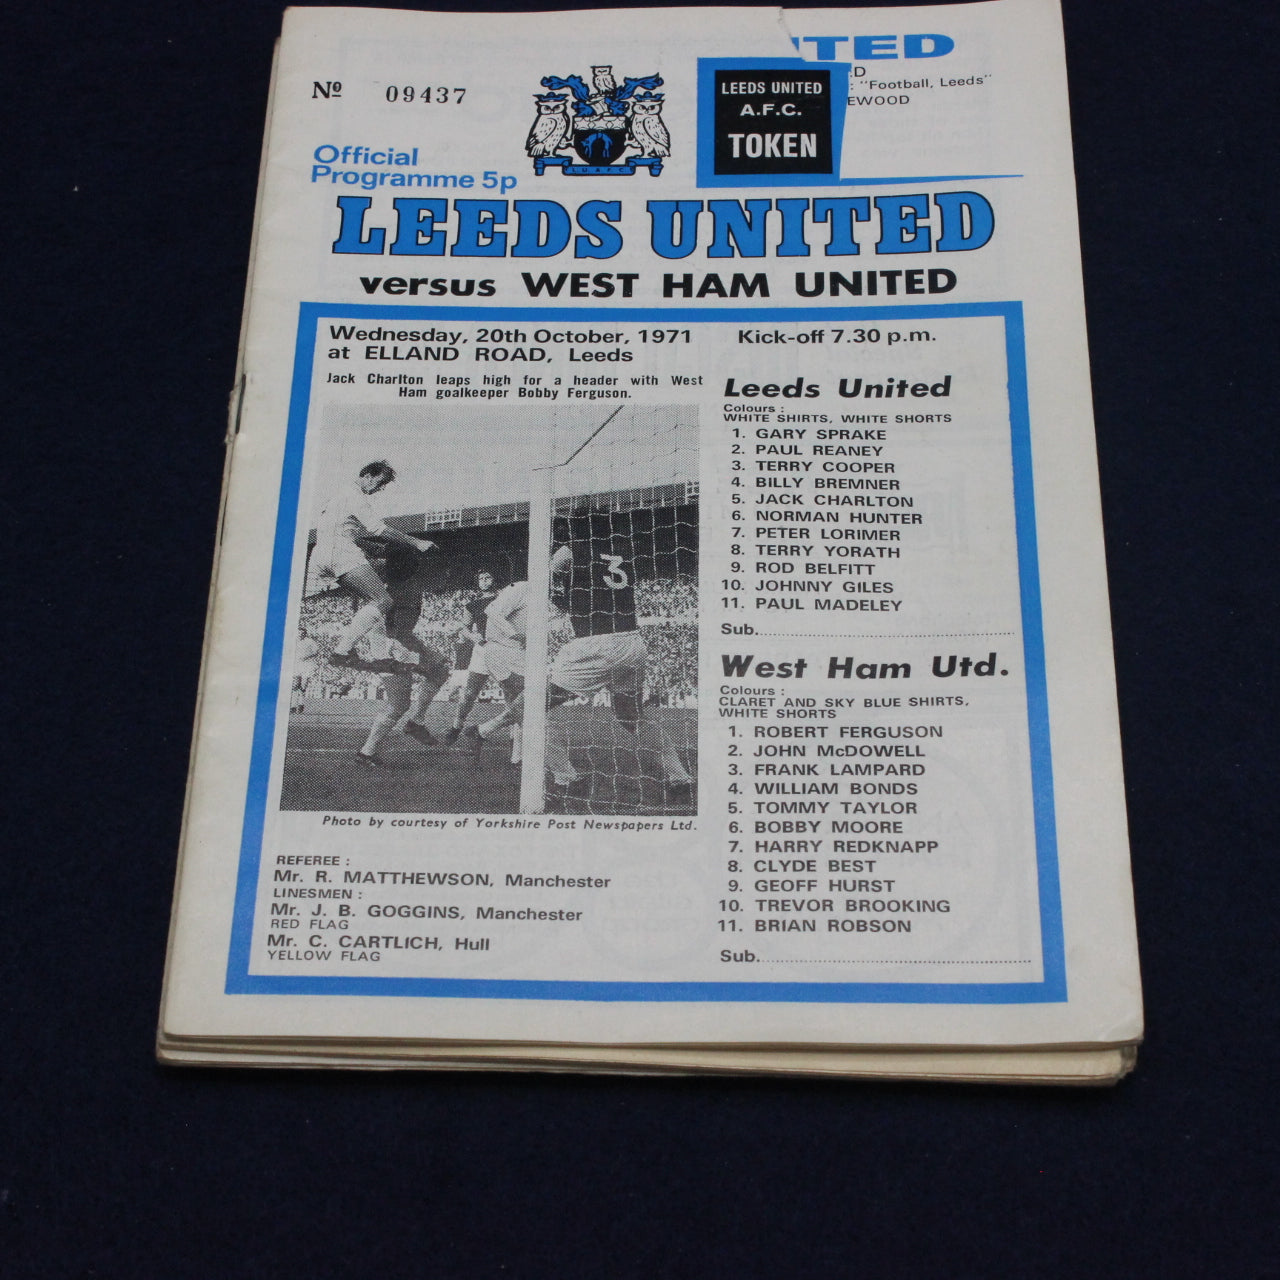 ITED
D
: "Football, Leeds"
EWOOD
Nº 09437
LEEDS UNITED
A.F.C.
TOKEN
L.U.A.F.C.
Official
Programme 5p
LEEDS UNITED
versus WEST HAM UNITED
Wednesday, 20th October, 1971 Kick-off 7.30 p.m.
at ELLAND ROAD, Leeds
Jack Charlton leaps high for a header with West
Ham goalkeeper Bobby Ferguson.
3
Photo by courtesy of Yorkshire Post Newspapers Ltd.
REFEREE :
Mr. R. MATTHEWSON, Manchester
LINESMEN :
Mr. J. B. GOGGINS, Manchester
RED FLAG
Mr. C. CARTLICH, Hull
YELLOW FLAG
Leeds United
Colours :
WHITE SHIRTS, WHITE SHORTS
1. GARY SPRAKE
2. PAUL REANEY
3. TERRY COOPER
4. BILLY BREMNER
5. JACK CHARLTON
6. NORMAN HUNTER
7. PETER LORIMER
8. TERRY YORATH
9. ROD BELFITT
10. JOHNNY GILES
11. PAUL MADELEY
Sub.
West Ham Utd.
Colours :
CLARET AND SKY BLUE SHIRTS,
WHITE SHORTS
1. ROBERT FERGUSON
2. JOHN McDOWELL
3. FRANK LAMPARD
4. WILLIAM BONDS
5. TOMMY TAYLOR
6. BOBBY MOORE
7. HARRY REDKNAPP
8. CLYDE BEST
9. GEOFF HURST
10. TREVOR BROOKING
11. BRIAN ROBSON
Sub.